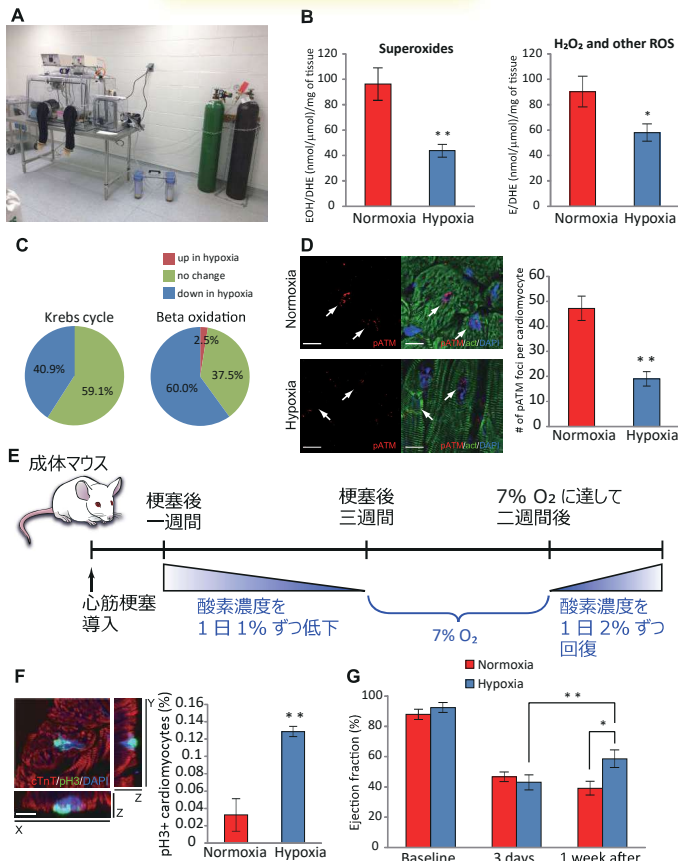 A
B
Superoxides
EOH/DHE (nmol/μmol)/mg of tissue
120
100
80
60
40
20
0
**
Normoxia Hypoxia
H₂O₂ and other ROS
E/DHE (nmol/μmol)/mg of tissue
120
100
80
60
40
20
0
*
Normoxia Hypoxia
C
up in hypoxia
no change
down in hypoxia
Krebs cycle
40.9%
59.1%
Beta oxidation
2.5%
37.5%
60.0%
D
Normoxia
pATM
pATM/act/DAPI
Hypoxia
pATM
pATM/act/DAPI
# of pATM foci per cardiomyocyte
60
50
40
30
20
10
0
**
Normoxia Hypoxia
E
成体マウス
梗塞後
一週間
梗塞後
三週間
7% O₂ に達して
二週間後
心筋梗塞
導入
酸素濃度を
1日1% ずつ低下
7% O₂
酸素濃度を
1日2% ずつ
回復
F
cTnT/pH3/DAPI
Y
Z
Z
X
pH3+ cardiomyocytes (%)
0.16
0.14
0.12
0.10
0.08
0.06
0.04
0.02
0
**
Normoxia Hypoxia
G
Normoxia
Hypoxia
Ejection fraction (%)
100
80
60
40
20
0
**
*
Baseline 3 days 1 week after